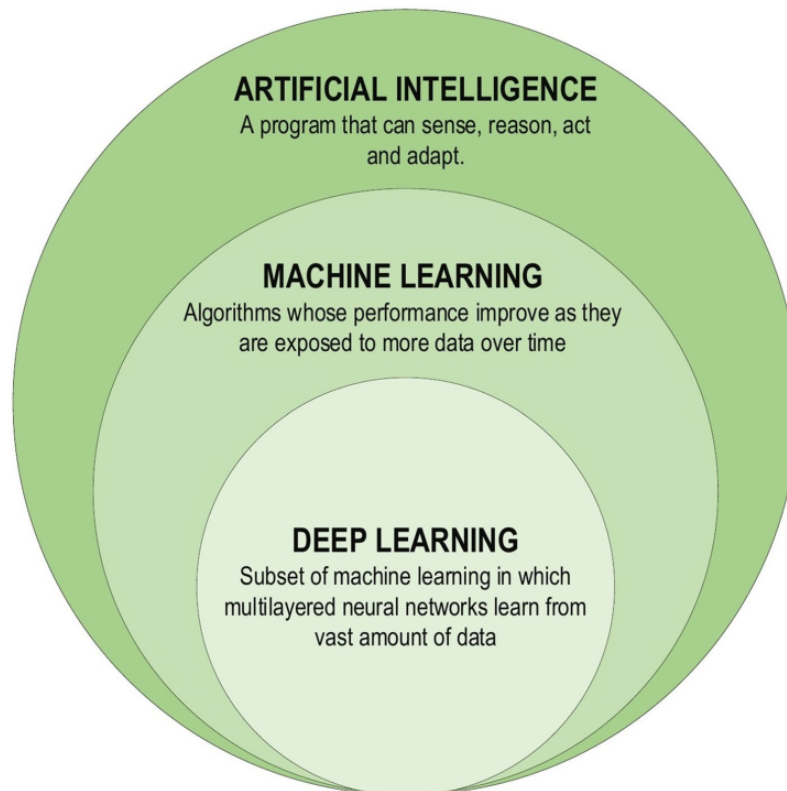 ARTIFICIAL INTELLIGENCE
A program that can sense, reason, act
and adapt.
MACHINE LEARNING
Algorithms whose performance improve as they
are exposed to more data over time
DEEP LEARNING
Subset of machine learning in which
multilayered neural networks learn from
vast amount of data